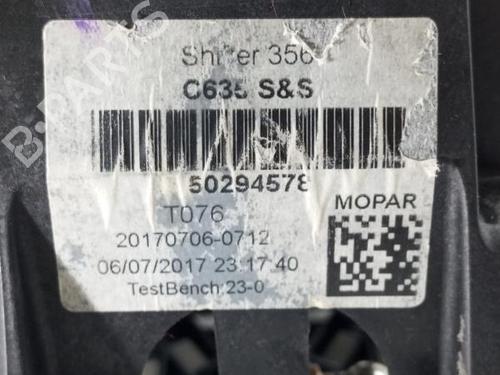 Shifter 356
C635 S&S
50294578
T076
MOPAR
20170706-0712
06/07/2017 23:17:40
TestBench:23-0
B-PARTS